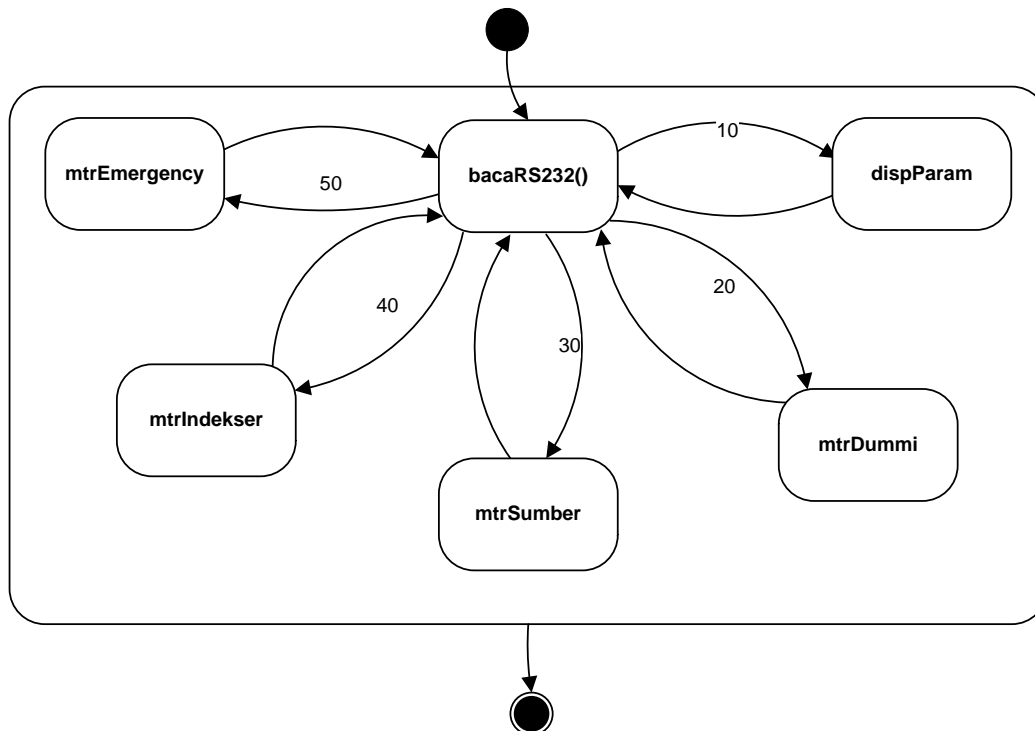 10
mtrEmergency
bacaRS232()
dispParam
50
20
40
30
mtrIndekser
mtrDummi
mtrSumber